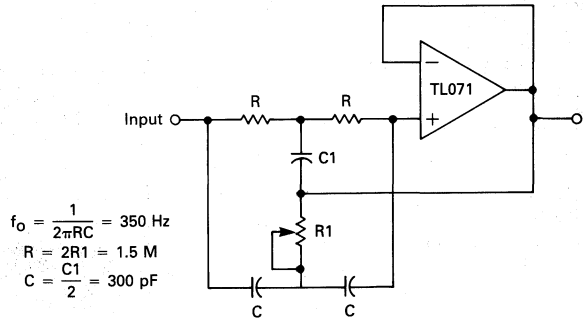 TL071
−
+
R
R
Input
C1
R1
f₀ = 1/2πRC = 350 Hz
R = 2R1 = 1.5 M
C = C1/2 = 300 pF
C
C